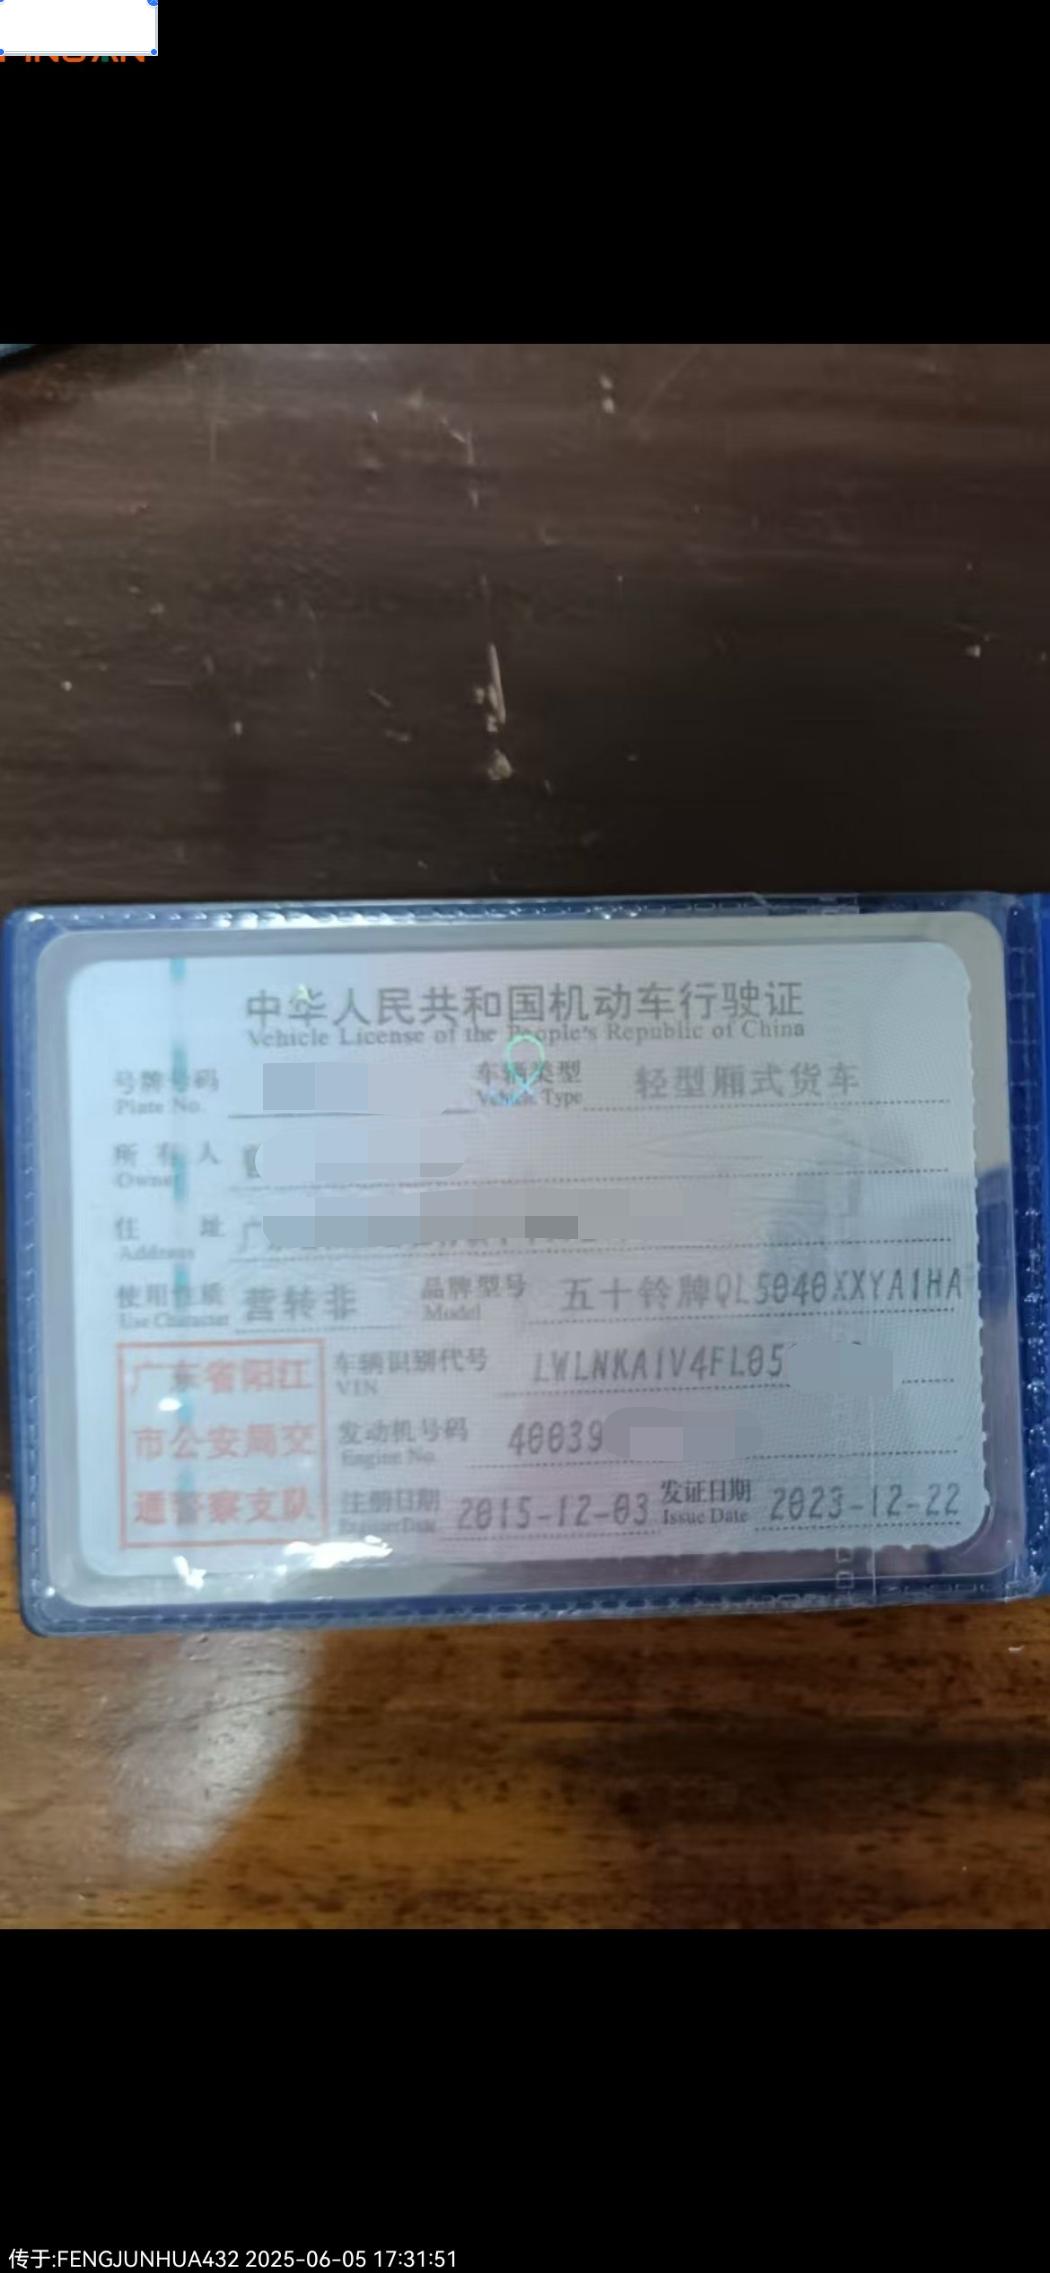 中华人民共和国机动车行驶证
Vehicle License of the People's Republic of China
号牌号码 车辆类型 轻型厢式货车
Plate No. Vehicle Type
所有人
Owner
住址 广
Address
使用性质 营转非 品牌型号 五十铃牌QL5040XXYA1HA
Use Character Model
广东省阳江
市公安局交
通警察支队
车辆识别代号 LWLNKA1V4FL05
VIN
发动机号码 40039
Engine No.
注册日期 2015-12-03 发证日期 2023-12-22
Register Date Issue Date
传于:FENGJUNHUA432 2025-06-05 17:31:51